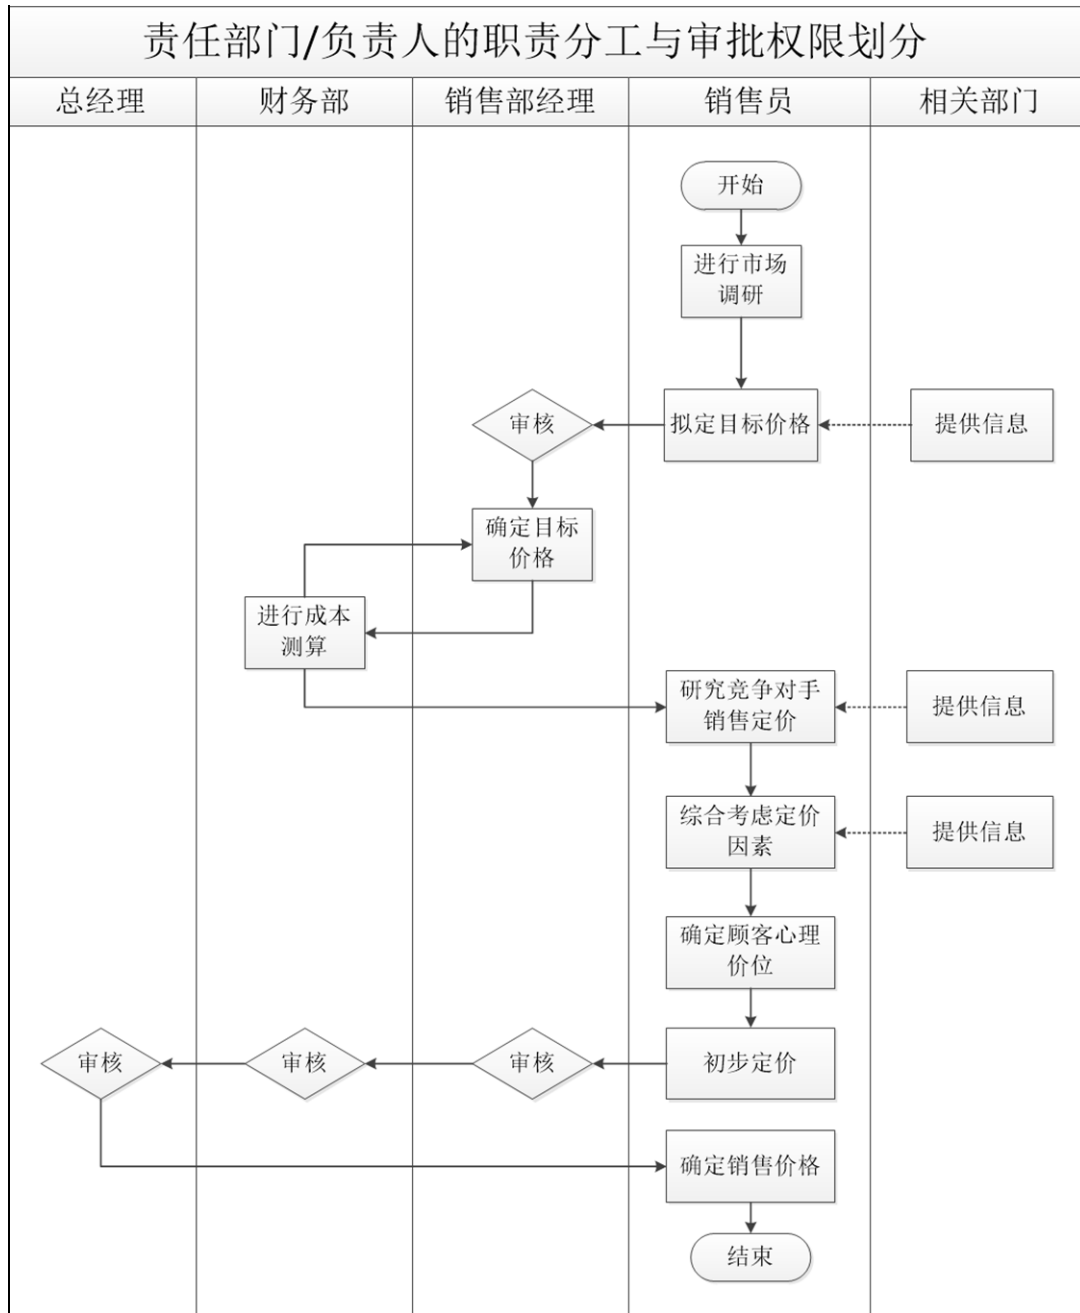 责任部门/负责人的职责分工与审批权限划分
总经理
财务部
销售部经理
销售员
相关部门
开始
进行市场
调研
审核
拟定目标价格
提供信息
确定目标
价格
进行成本
测算
研究竞争对手
销售定价
提供信息
综合考虑定价
因素
提供信息
确定顾客心理
价位
审核
审核
审核
初步定价
确定销售价格
结束